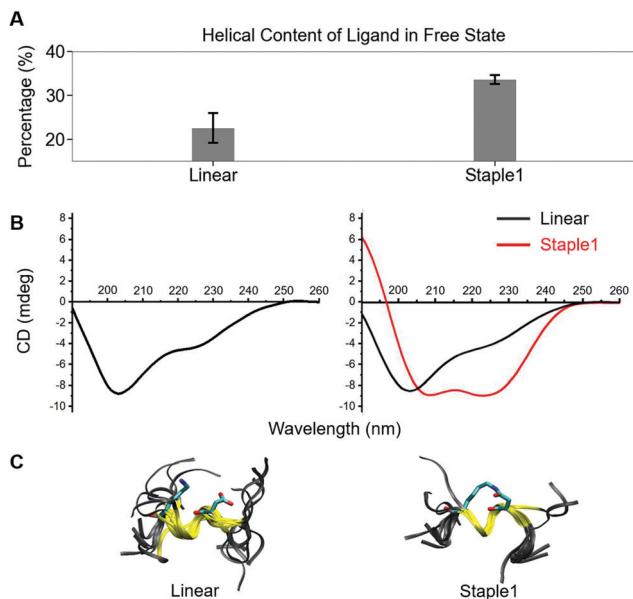 A
Helical Content of Ligand in Free State
Percentage (%)
40
30
20
Linear
Staple1
B
CD (mdeg)
8
6
4
2
0
-2
-4
-6
-8
-10
200 210 220 230 240 250 260
8
6
4
2
0
-2
-4
-6
-8
-10
200 210 220 230 240 250 260
Linear
Staple1
Wavelength (nm)
C
Linear
Staple1